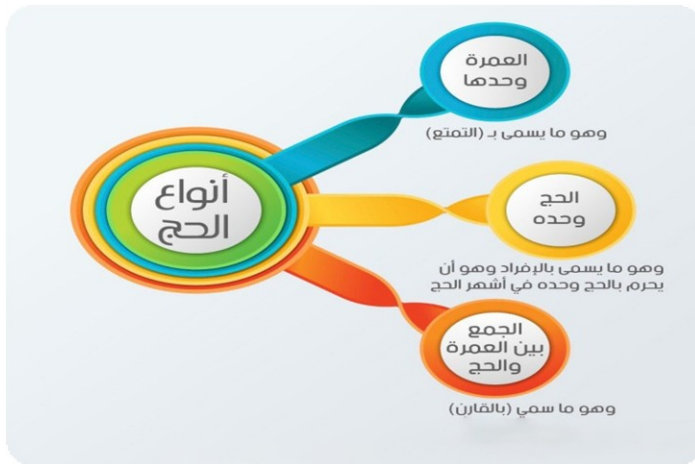 أنواع
الحج
العمرة
وحدها
وهو ما يسمى بـ (التمتع)
الحج
وحده
وهو ما يسمى بالإفراد وهو أن
يحرم بالحج وحده في أشهر الحج
الجمع
بين العمرة
والحج
وهو ما سمي (بالقارن)